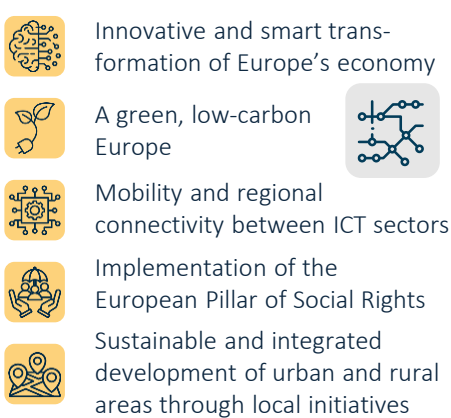 Innovative and smart trans-
formation of Europe’s economy
A green, low-carbon
Europe
Mobility and regional
connectivity between ICT sectors
Implementation of the
European Pillar of Social Rights
Sustainable and integrated
development of urban and rural
areas through local initiatives